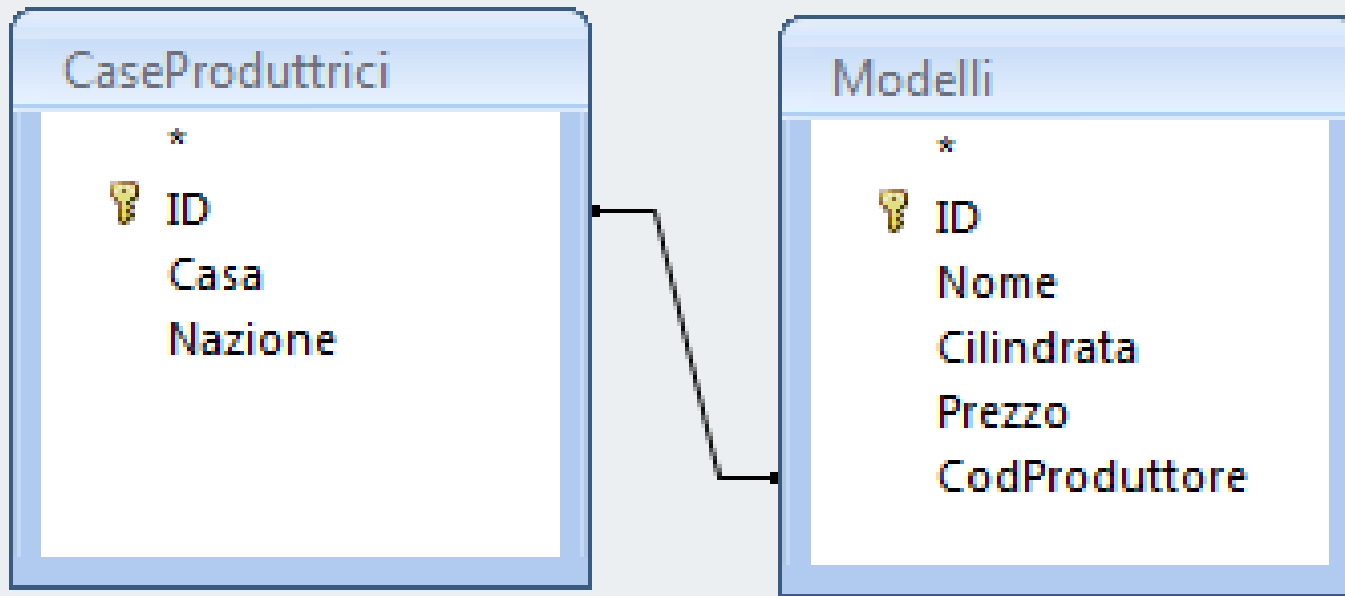 CaseProduttrici
*
ID
Casa
Nazione
Modelli
*
ID
Nome
Cilindrata
Prezzo
CodProduttore